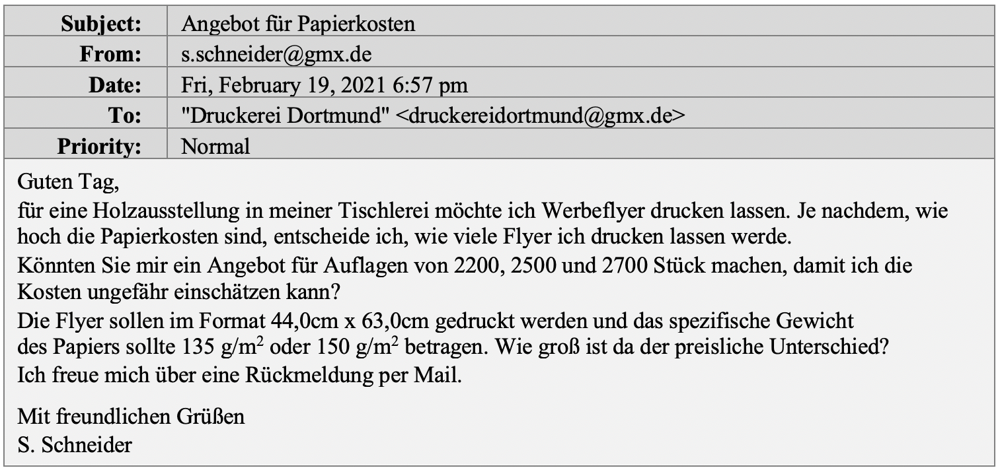 Subject: Angebot für Papierkosten
From: s.schneider@gmx.de
Date: Fri, February 19, 2021 6:57 pm
To: "Druckerei Dortmund" <druckereidortmund@gmx.de>
Priority: Normal
Guten Tag,
für eine Holzausstellung in meiner Tischlerei möchte ich Werbeflyer drucken lassen. Je nachdem, wie
hoch die Papierkosten sind, entscheide ich, wie viele Flyer ich drucken lassen werde.
Könnten Sie mir ein Angebot für Auflagen von 2200, 2500 und 2700 Stück machen, damit ich die
Kosten ungefähr einschätzen kann?
Die Flyer sollen im Format 44,0cm x 63,0cm gedruckt werden und das spezifische Gewicht
des Papiers sollte 135 g/m² oder 150 g/m² betragen. Wie groß ist da der preisliche Unterschied?
Ich freue mich über eine Rückmeldung per Mail.
Mit freundlichen Grüßen
S. Schneider